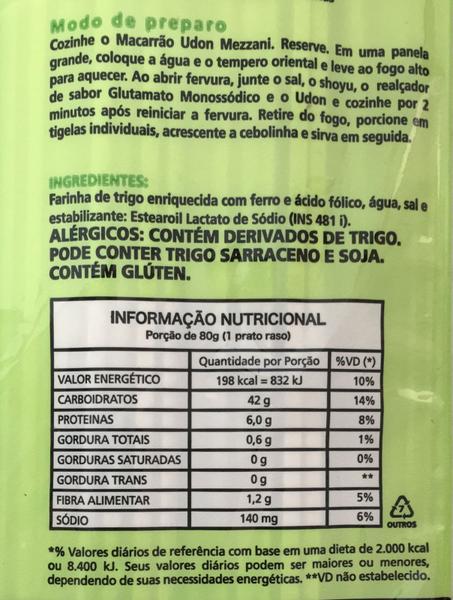 Modo de preparo
Cozinhe o Macarrão Udon Mezzani. Reserve. Em uma panela
grande, coloque a água e o tempero oriental e leve ao fogo alto
para aquecer. Ao abrir fervura, junte o sal, o shoyu, o realçador
de sabor Glutamato Monossódico e o Udon e cozinhe por 2
minutos após reiniciar a fervura. Retire do fogo, porcione em
tigelas individuais, acrescente a cebolinha e sirva em seguida.
INGREDIENTES:
Farinha de trigo enriquecida com ferro e ácido fólico, água, sal e
estabilizante: Estearoil Lactato de Sódio (INS 481 i).
ALÉRGICOS: CONTÉM DERIVADOS DE TRIGO.
PODE CONTER TRIGO SARRACENO E SOJA.
CONTÉM GLÚTEN.
INFORMAÇÃO NUTRICIONAL
Porção de 80g (1 prato raso)
Quantidade por Porção %VD (*)
VALOR ENERGÉTICO 198 kcal = 832 kJ 10%
CARBOIDRATOS 42 g 14%
PROTEINAS 6,0 g 8%
GORDURA TOTAIS 0,6 g 1%
GORDURAS SATURADAS 0 g 0%
GORDURA TRANS 0 g **
FIBRA ALIMENTAR 1,2 g 5%
SÓDIO 140 mg 6%
7
OUTROS
*% Valores diários de referência com base em uma dieta de 2.000 kcal
ou 8.400 kJ. Seus valores diários podem ser maiores ou menores,
dependendo de suas necessidades energéticas. **VD não estabelecido.